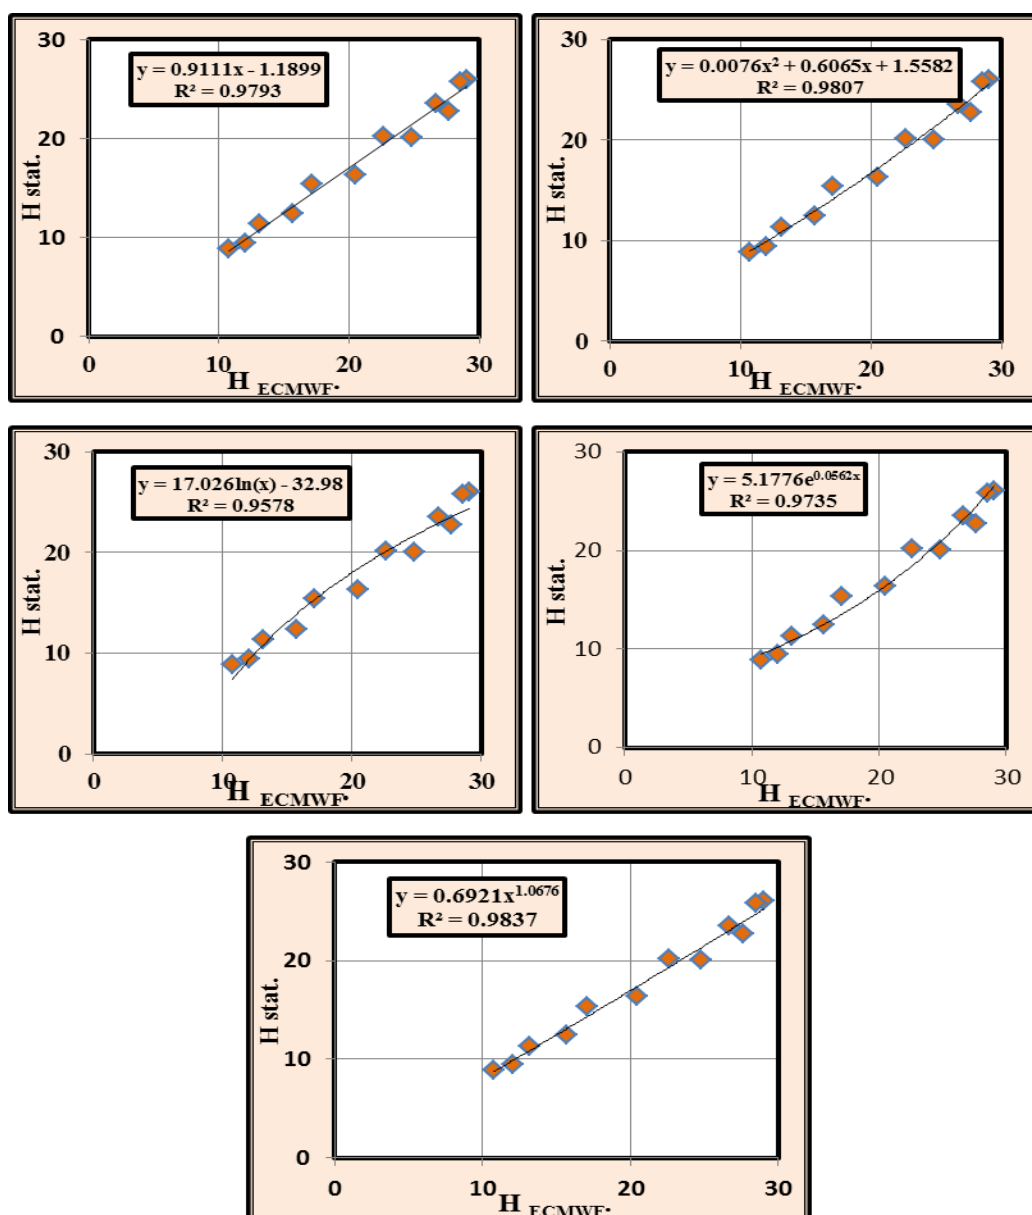 30
20
10
0
y = 0.9111x - 1.1899
R² = 0.9793
H stat.
0 10 20 30
H ECMWF.
30
20
10
0
y = 0.0076x² + 0.6065x + 1.5582
R² = 0.9807
H stat.
0 10 20 30
H ECMWF.
30
20
10
0
y = 17.026ln(x) - 32.98
R² = 0.9578
H stat.
0 10 20 30
H ECMWF.
30
20
10
0
y = 5.1776e^0.0562x
R² = 0.9735
H stat.
0 10 20 30
H ECMWF.
30
20
10
0
y = 0.6921x^1.0676
R² = 0.9837
H stat.
0 10 20 30
H ECMWF.